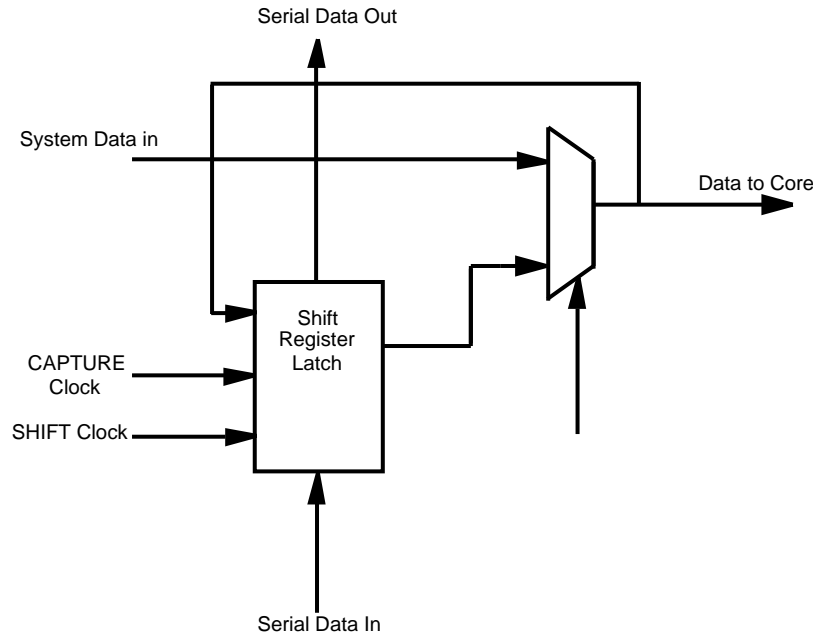 Serial Data Out
System Data in
Data to Core
Shift
Register
Latch
CAPTURE
Clock
SHIFT Clock
Serial Data In